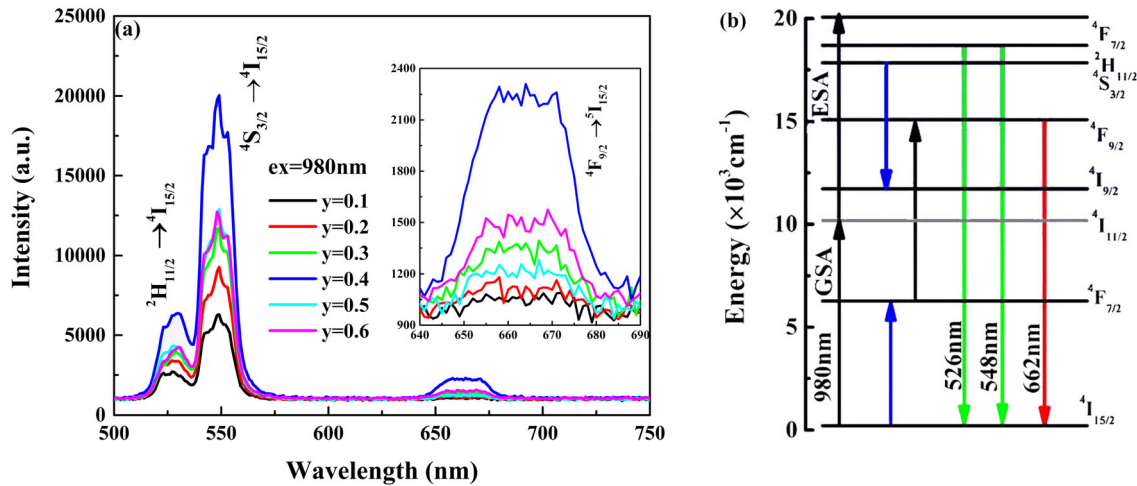 (a)
25000
20000
15000
10000
5000
0
Intensity (a.u.)
500 550 600 650 700 750
Wavelength (nm)
²H₁₁/₂→⁴I₁₅/₂
⁴S₃/₂→⁴I₁₅/₂
ex=980nm
y=0.1
y=0.2
y=0.3
y=0.4
y=0.5
y=0.6
2400
2100
1800
1500
1200
900
640 650 660 670 680 690
⁴F₉/₂→⁵I₁₅/₂
(b)
20
15
10
5
0
Energy (×10³cm⁻¹)
ESA
GSA
980nm
526nm
548nm
662nm
⁴F₇/₂
²H₁₁/₂
⁴S₃/₂
⁴F₉/₂
⁴I₉/₂
⁴I₁₁/₂
⁴F₇/₂
⁴I₁₅/₂